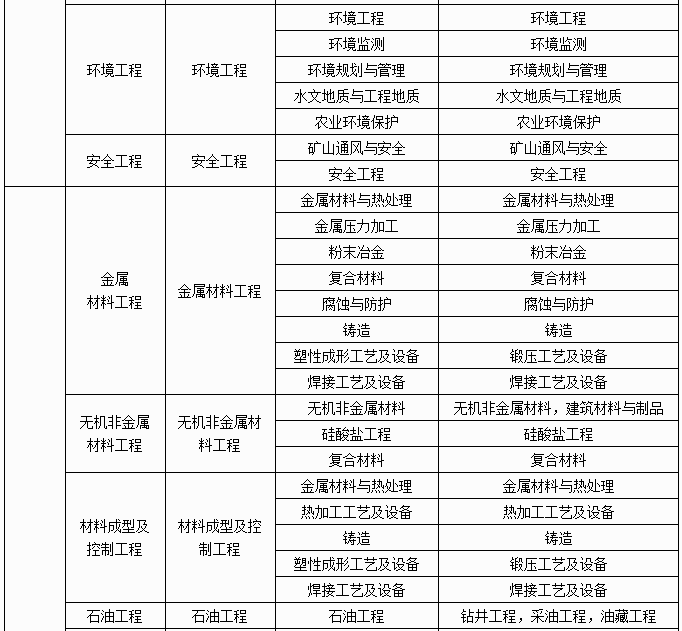 环境工程 环境工程 环境工程 环境工程
环境监测 环境监测
环境规划与管理 环境规划与管理
水文地质与工程地质 水文地质与工程地质
农业环境保护 农业环境保护
安全工程 安全工程 矿山通风与安全 矿山通风与安全
安全工程 安全工程
金属
材料工程 金属材料工程 金属材料与热处理 金属材料与热处理
金属压力加工 金属压力加工
粉末冶金 粉末冶金
复合材料 复合材料
腐蚀与防护 腐蚀与防护
铸造 铸造
塑性成形工艺及设备 锻压工艺及设备
焊接工艺及设备 焊接工艺及设备
无机非金属
材料工程 无机非金属材
料工程 无机非金属材料 无机非金属材料，建筑材料与制品
硅酸盐工程 硅酸盐工程
复合材料 复合材料
材料成型及
控制工程 材料成型及控
制工程 金属材料与热处理 金属材料与热处理
热加工工艺及设备 热加工工艺及设备
铸造 铸造
塑性成形工艺及设备 锻压工艺及设备
焊接工艺及设备 焊接工艺及设备
石油工程 石油工程 石油工程 钻井工程，采油工程，油藏工程